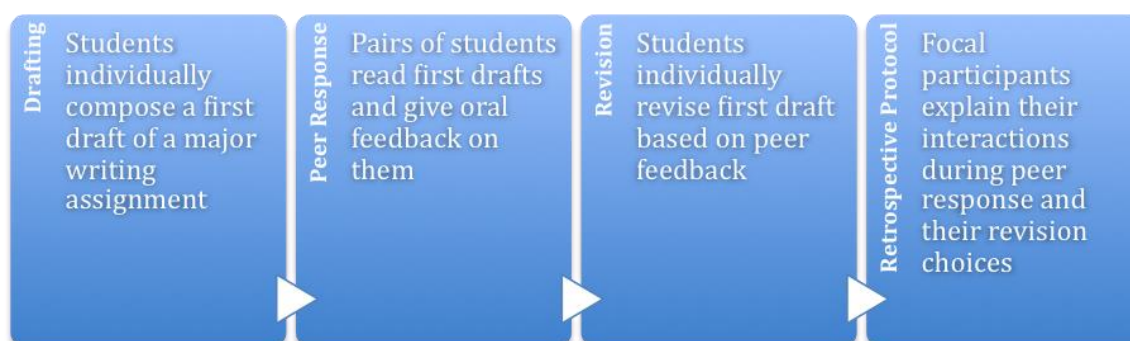 Drafting
Students
individually
compose a first
draft of a major
writing
assignment
Peer Response
Pairs of students
read first drafts
and give oral
feedback on
them
Revision
Students
individually
revise first draft
based on peer
feedback
Retrospective Protocol
Focal
participants
explain their
interactions
during peer
response and
their revision
choices